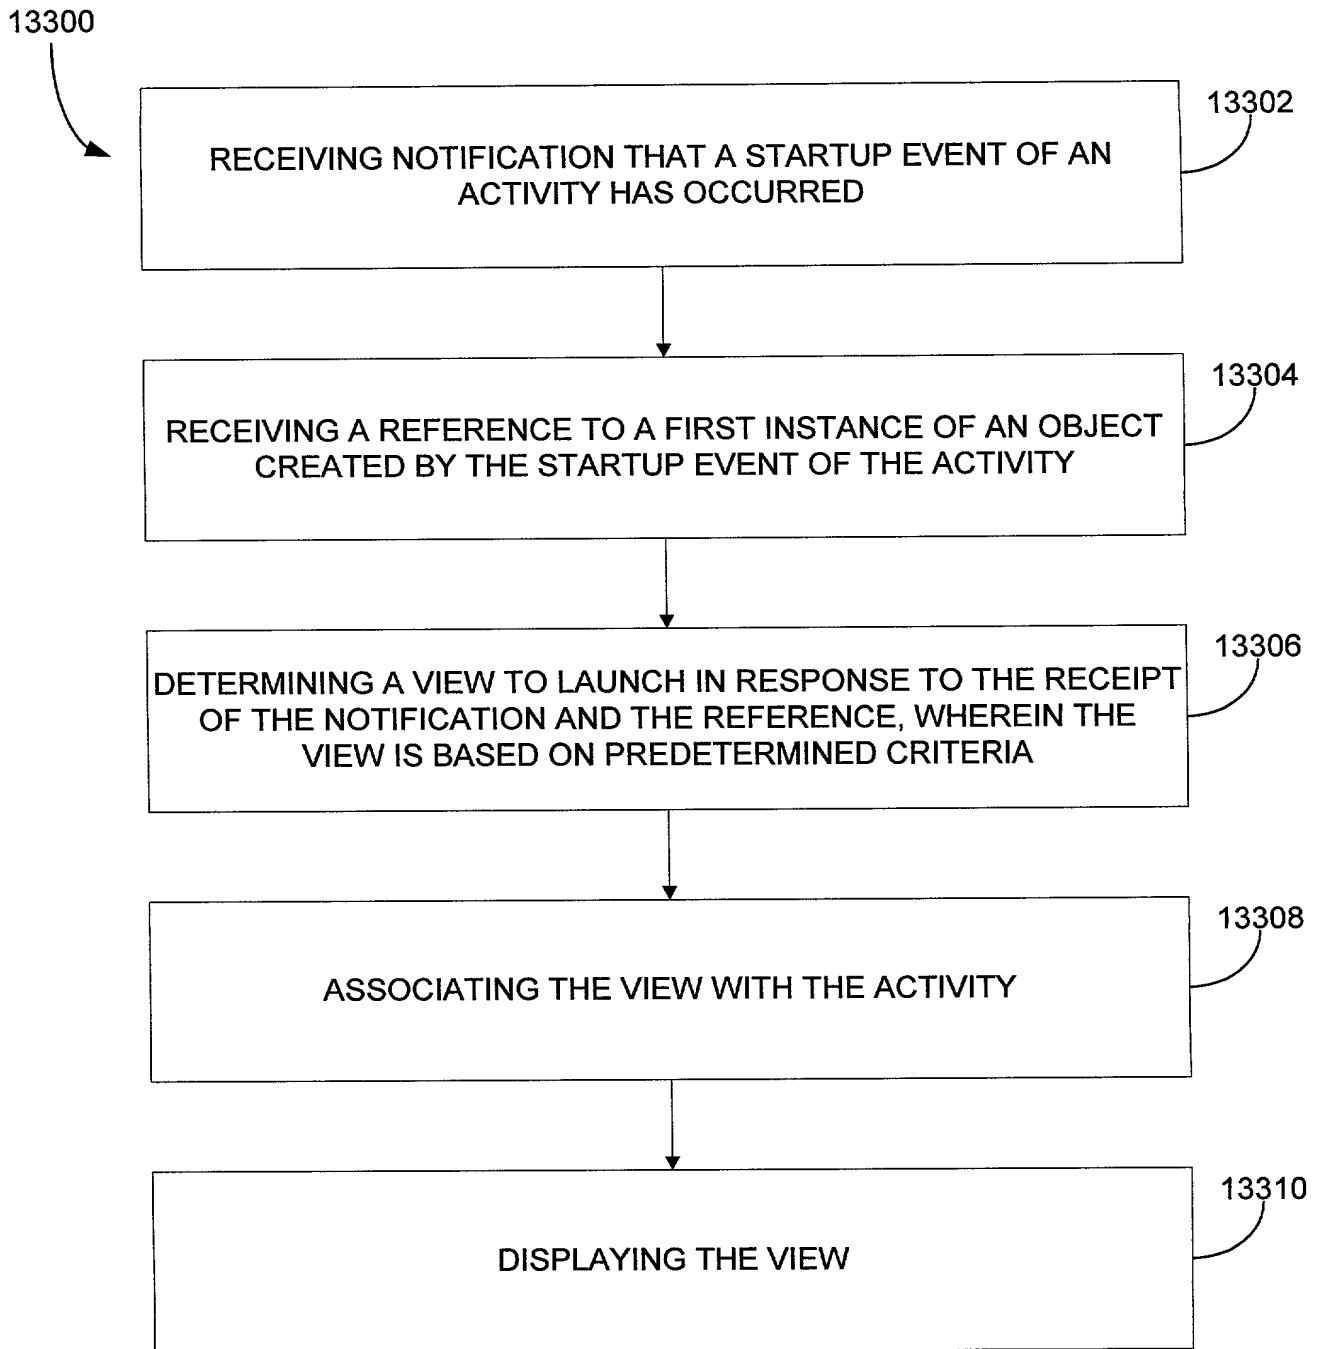 13300
13302
RECEIVING NOTIFICATION THAT A STARTUP EVENT OF AN
ACTIVITY HAS OCCURRED
13304
RECEIVING A REFERENCE TO A FIRST INSTANCE OF AN OBJECT
CREATED BY THE STARTUP EVENT OF THE ACTIVITY
13306
DETERMINING A VIEW TO LAUNCH IN RESPONSE TO THE RECEIPT
OF THE NOTIFICATION AND THE REFERENCE, WHEREIN THE
VIEW IS BASED ON PREDETERMINED CRITERIA
13308
ASSOCIATING THE VIEW WITH THE ACTIVITY
13310
DISPLAYING THE VIEW